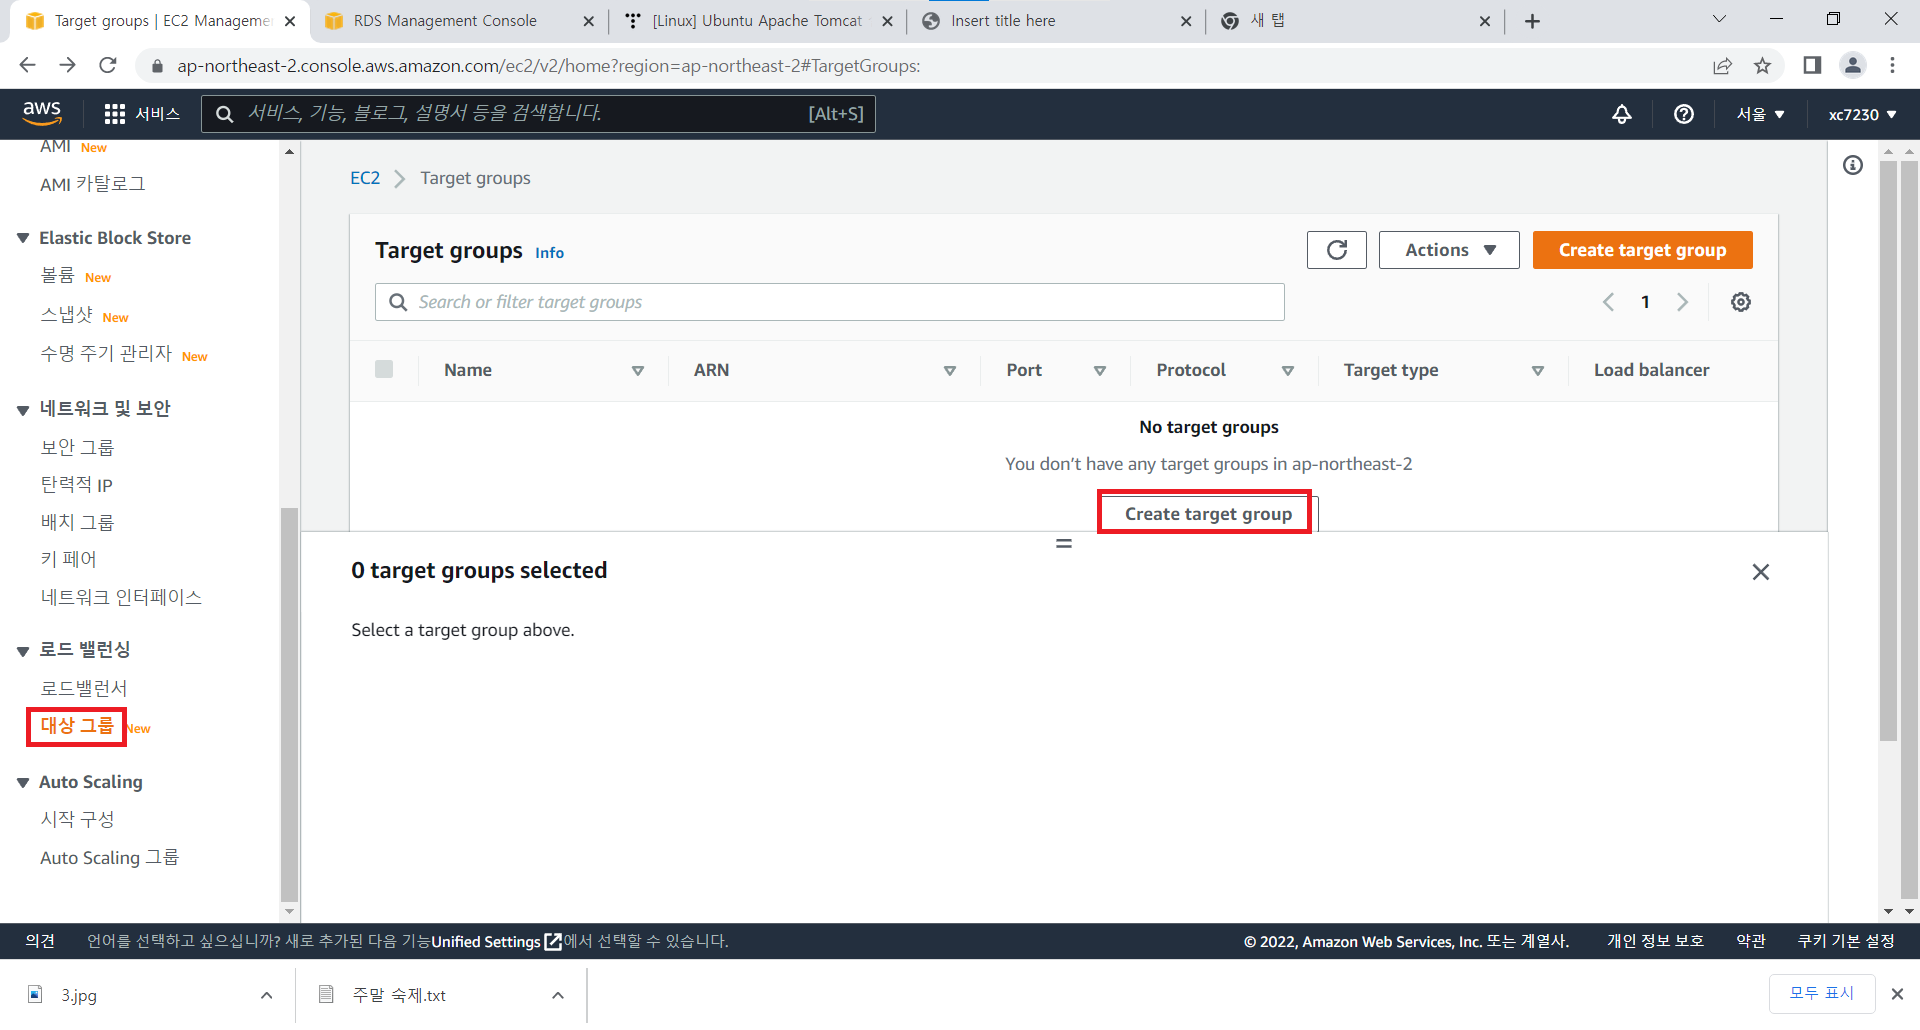 Target groups | EC2 Manageme
RDS Management Console
[Linux] Ubuntu Apache Tomcat
Insert title here
새 탭
ap-northeast-2.console.aws.amazon.com/ec2/v2/home?region=ap-northeast-2#TargetGroups:
aws
서비스
서비스, 기능, 블로그, 설명서 등을 검색합니다.
[Alt+S]
서울
xc7230
AMI New
AMI 카탈로그
Elastic Block Store
볼륨 New
스냅샷 New
수명 주기 관리자 New
네트워크 및 보안
보안 그룹
탄력적 IP
배치 그룹
키 페어
네트워크 인터페이스
로드 밸런싱
로드밸런서
대상 그룹 New
Auto Scaling
시작 구성
Auto Scaling 그룹
EC2 > Target groups
Target groups Info
Actions
Create target group
Search or filter target groups
1
Name ARN Port Protocol Target type Load balancer
No target groups
You don’t have any target groups in ap-northeast-2
Create target group
0 target groups selected
Select a target group above.
의견
언어를 선택하고 싶으십니까? 새로 추가된 다음 기능Unified Settings에서 선택할 수 있습니다.
© 2022, Amazon Web Services, Inc. 또는 계열사.
개인 정보 보호
약관
쿠키 기본 설정
3.jpg
주말 숙제.txt
모두 표시